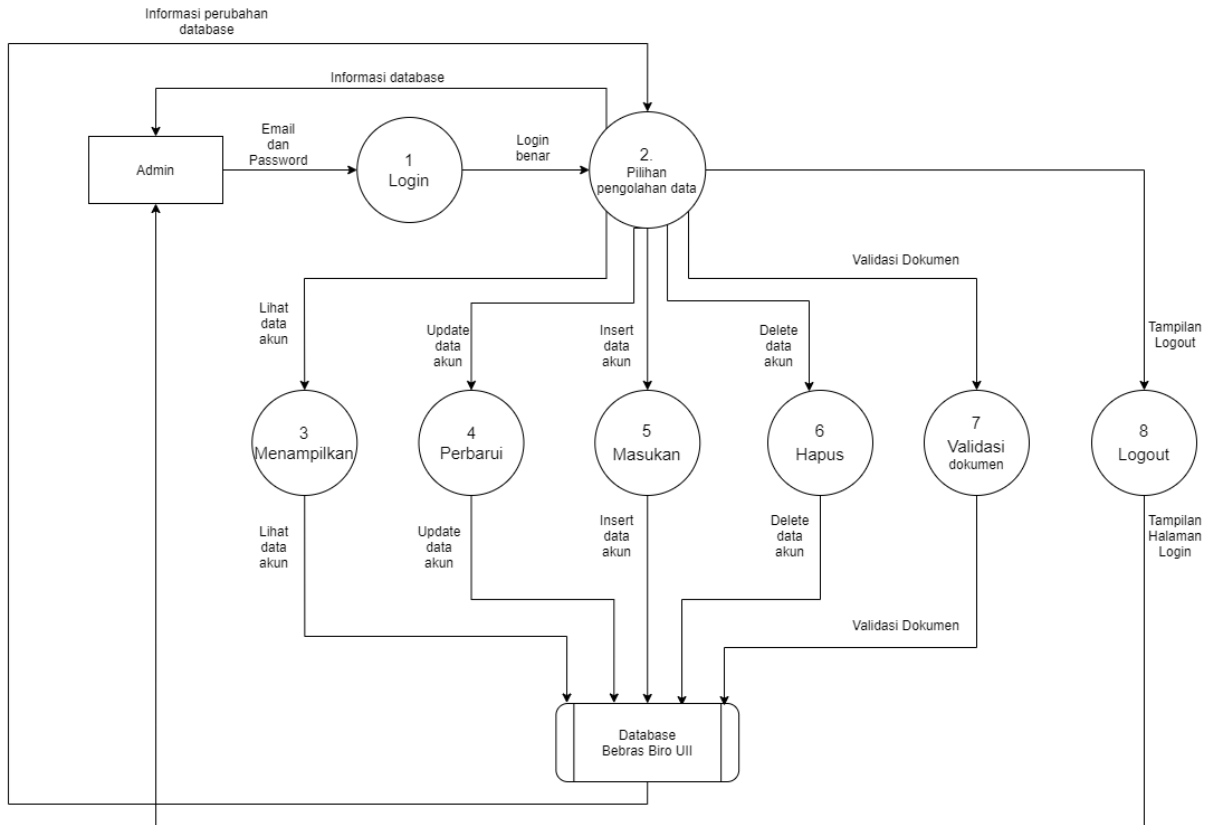 Informasi perubahan
database
Informasi database
Admin
Email
dan
Password
1
Login
Login
benar
2.
Pilihan
pengolahan data
Lihat
data
akun
Update
data
akun
Insert
data
akun
Delete
data
akun
Validasi Dokumen
Tampilan
Logout
3
Menampilkan
4
Perbarui
5
Masukan
6
Hapus
7
Validasi
dokumen
8
Logout
Lihat
data
akun
Update
data
akun
Insert
data
akun
Delete
data
akun
Validasi Dokumen
Tampilan
Halaman
Login
Database
Bebras Biro UII